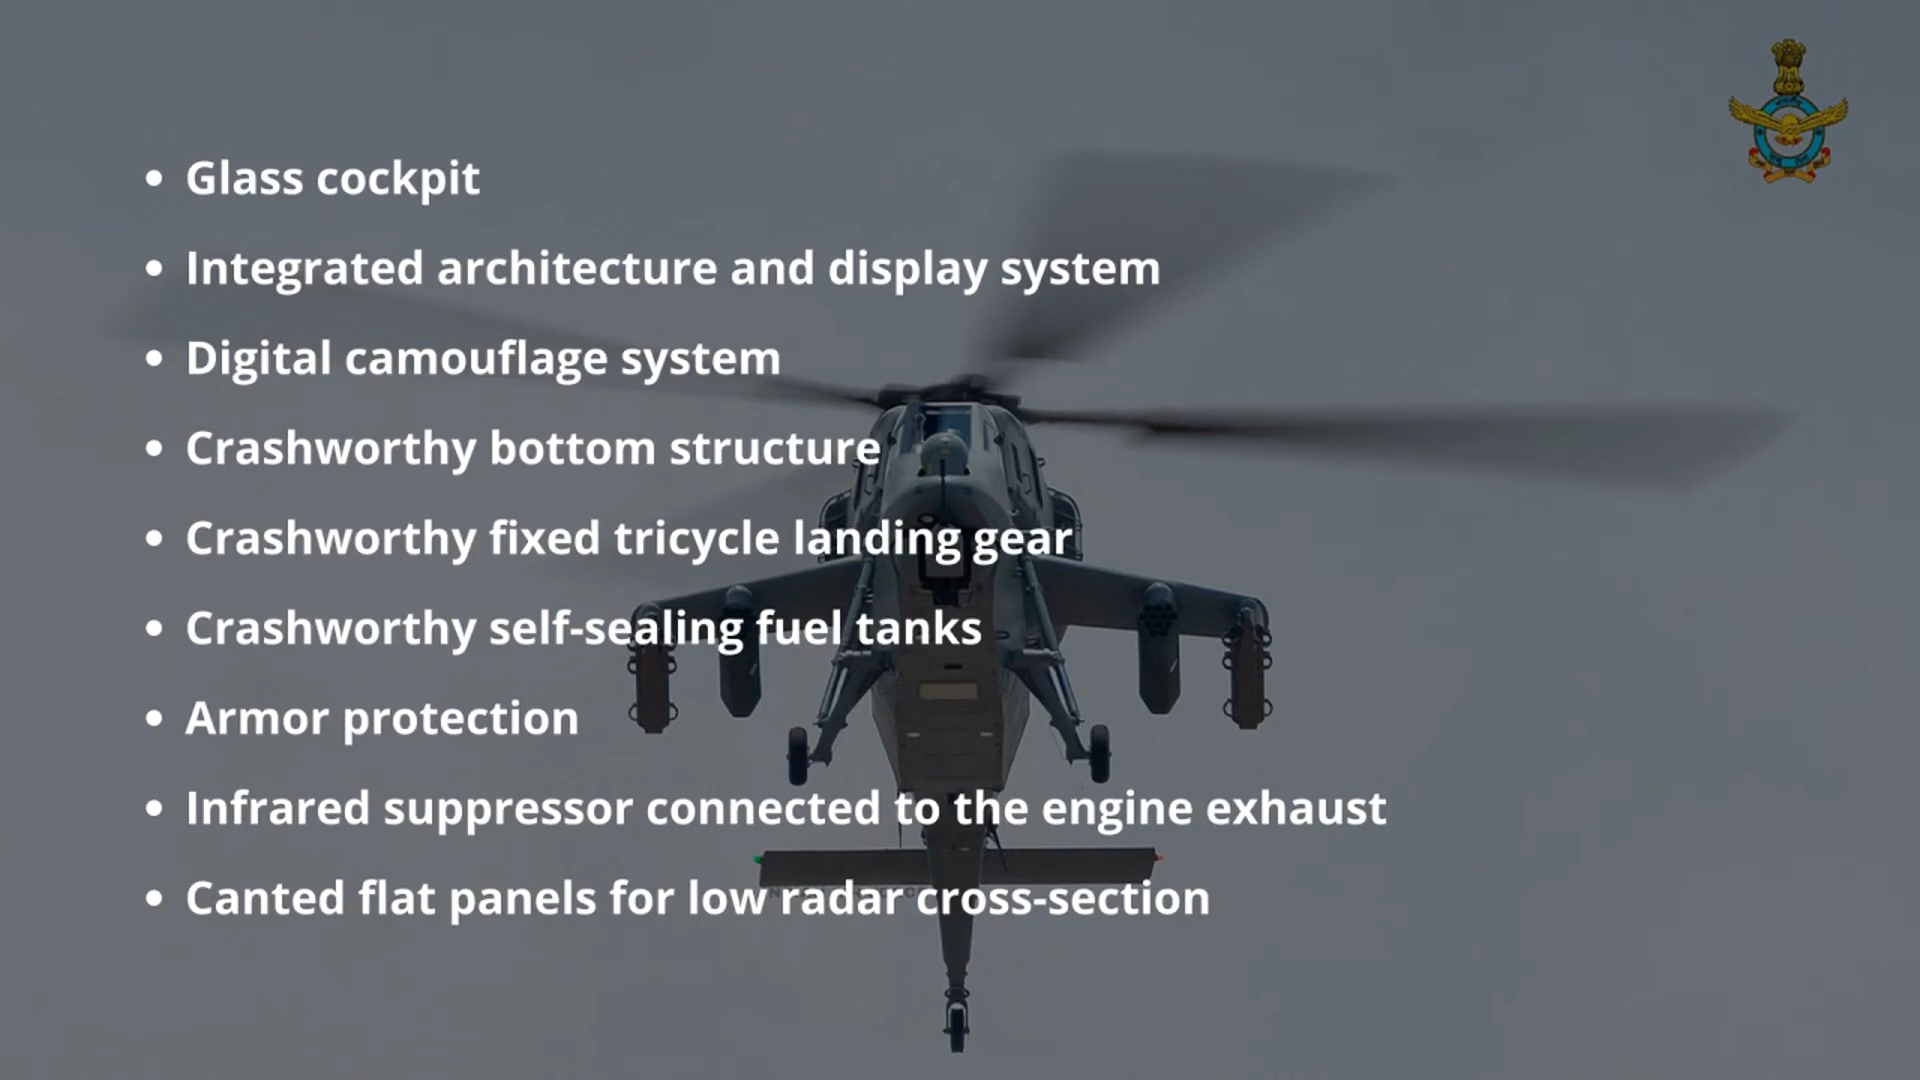 Glass cockpit
Integrated architecture and display system
Digital camouflage system
Crashworthy bottom structure
Crashworthy fixed tricycle landing gear
Crashworthy self-sealing fuel tanks
Armor protection
Infrared suppressor connected to the engine exhaust
Canted flat panels for low radar cross-section